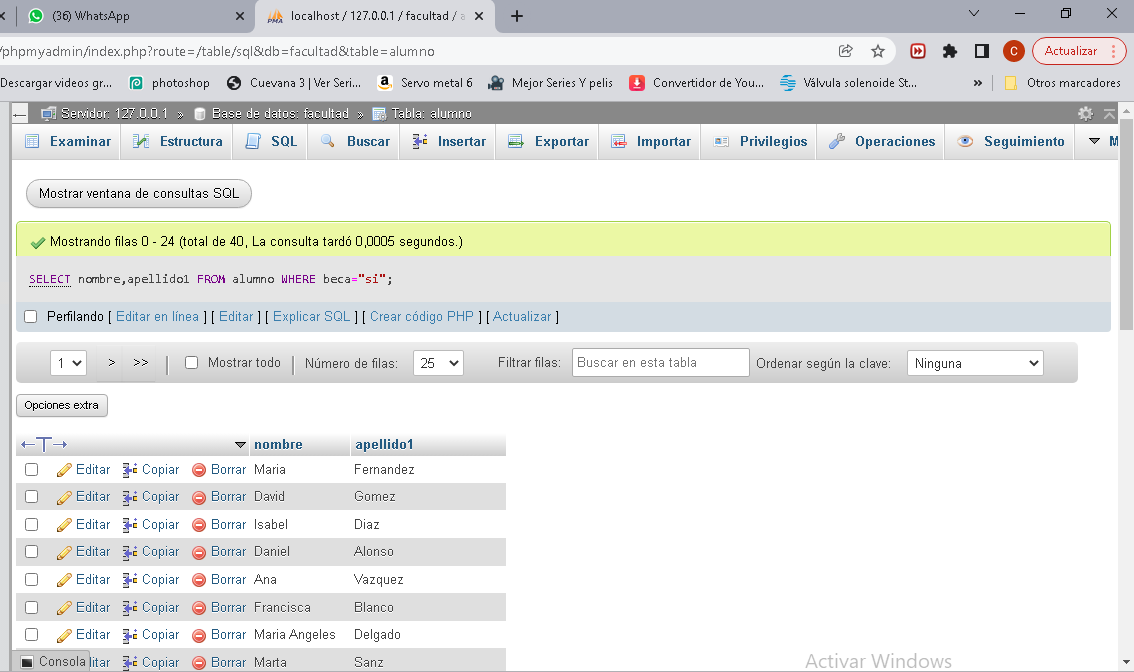 (36) WhatsApp
localhost / 127.0.0.1 / facultad / a
/phpmyadmin/index.php?route=/table/sql&db=facultad&table=alumno
C
Actualizar
Descargar videos gr...
photoshop
Cuevana 3 | Ver Seri...
Servo metal 6
Mejor Series Y pelis
Convertidor de You...
Válvula solenoide St...
»
Otros marcadores
Servidor: 127.0.0.1 » Base de datos: facultad » Tabla: alumno
Examinar Estructura SQL Buscar Insertar Exportar Importar Privilegios Operaciones Seguimiento M
Mostrar ventana de consultas SQL
Mostrando filas 0 - 24 (total de 40, La consulta tardó 0,0005 segundos.)
SELECT nombre,apellido1 FROM alumno WHERE beca="si";
Perfilando [ Editar en línea ] [ Editar ] [ Explicar SQL ] [ Crear código PHP ] [ Actualizar ]
1 > >> | Mostrar todo | Número de filas: 25 Filtrar filas: Buscar en esta tabla Ordenar según la clave: Ninguna
Opciones extra
nombre apellido1
Editar Copiar Borrar Maria Fernandez
Editar Copiar Borrar David Gomez
Editar Copiar Borrar Isabel Diaz
Editar Copiar Borrar Daniel Alonso
Editar Copiar Borrar Ana Vazquez
Editar Copiar Borrar Francisca Blanco
Editar Copiar Borrar Maria Angeles Delgado
Consola itar Copiar Borrar Marta Sanz
Activar Windows